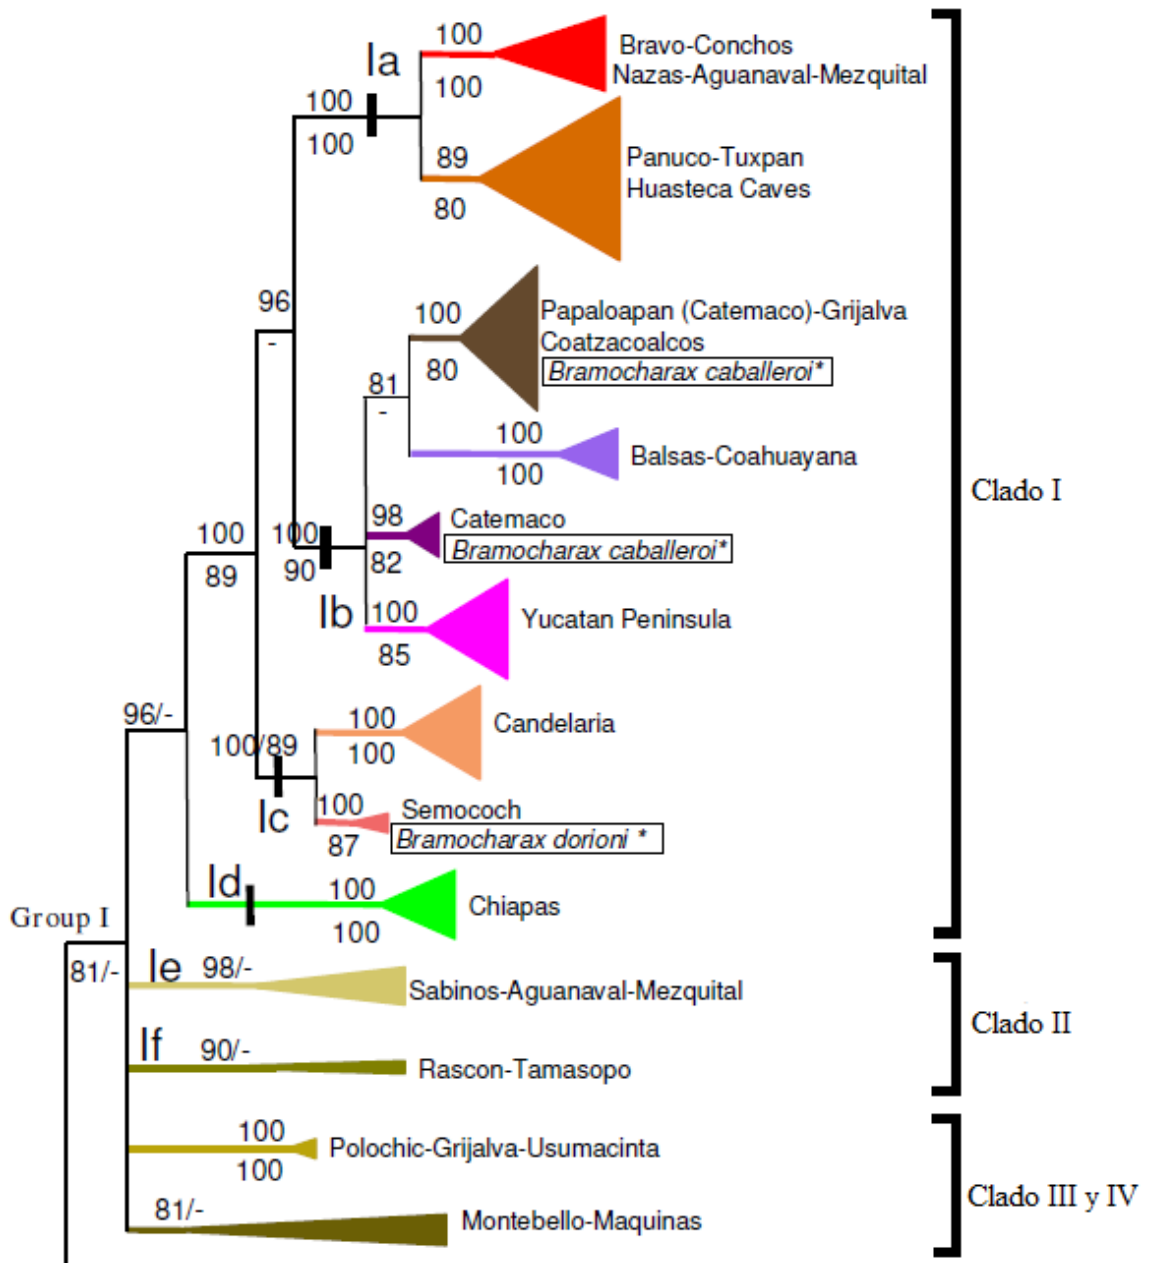 100
Ia
Bravo-Conchos
Nazas-Aguanaval-Mezquital
100
100
100
89
80
Panuco-Tuxpan
Huasteca Caves
96
-
100
80
Papaloapan (Catemaco)-Grijalva
Coatzacoalcos
Bramocharax caballeroi*
81
-
100
100
Balsas-Coahuayana
Clado I
98
82
Catemaco
Bramocharax caballeroi*
100
89
100
90
Ib
100
85
Yucatan Peninsula
96/-
100/89
100
100
Candelaria
Ic
100
87
Semococh
Bramocharax dorioni *
Id
100
100
Chiapas
Group I
81/-
Ie
98/-
Sabinos-Aguanaval-Mezquital
Clado II
If
90/-
Rascon-Tamasopo
100
100
Polochic-Grijalva-Usumacinta
Clado III y IV
81/-
Montebello-Maquinas